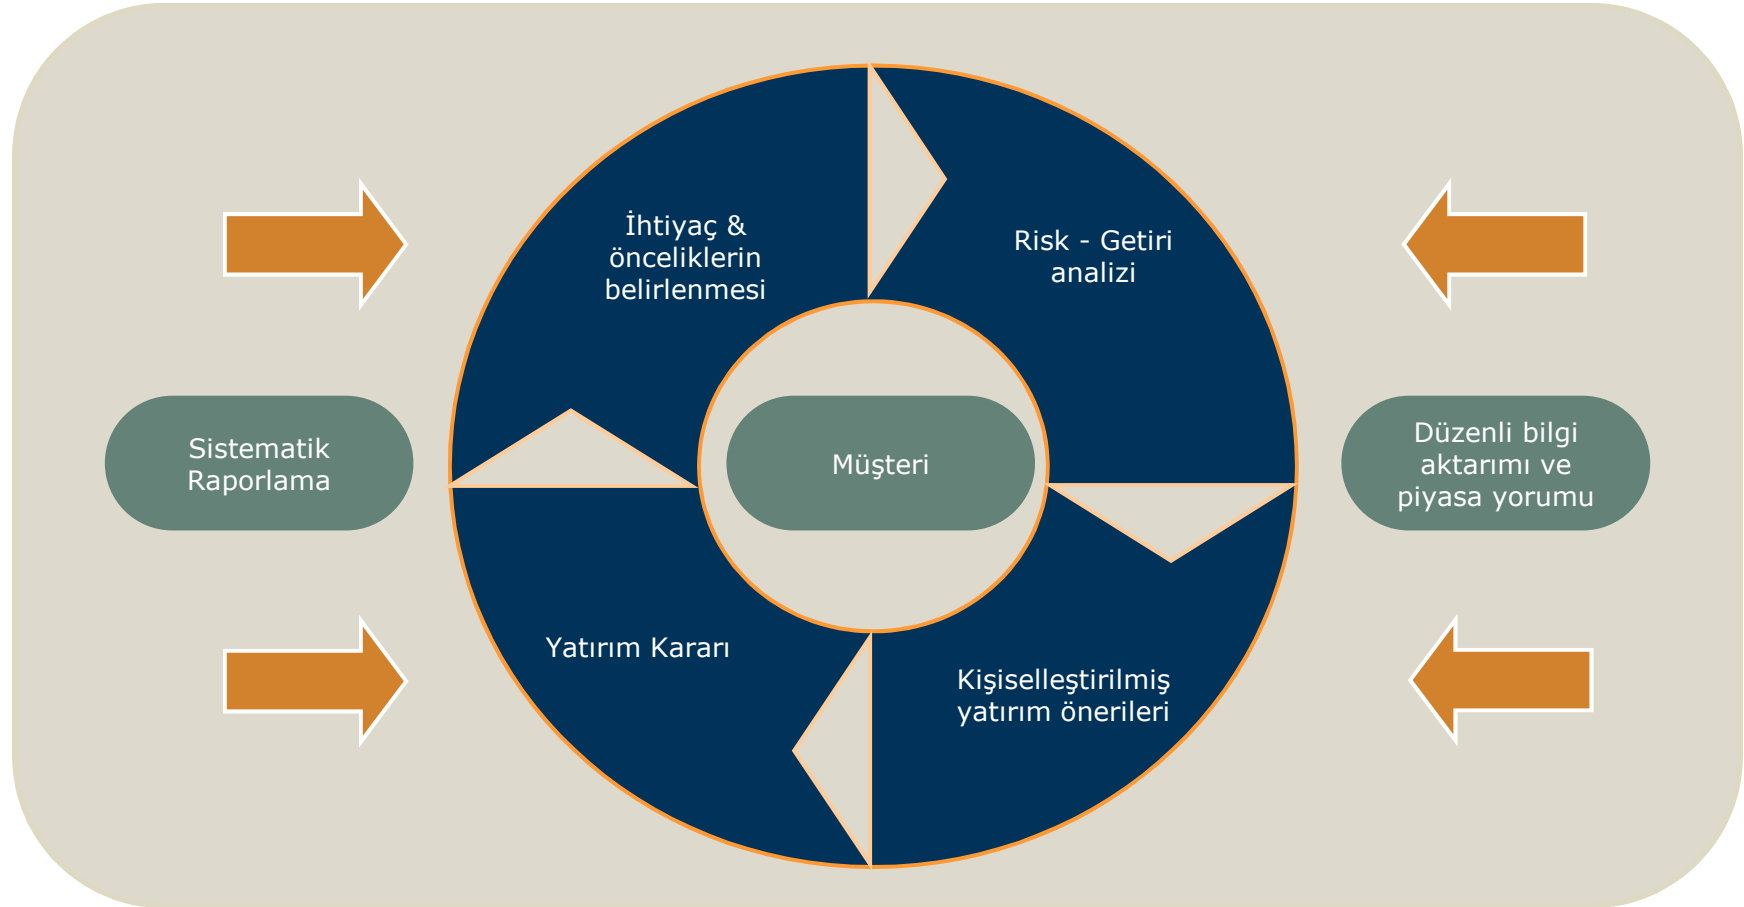 İhtiyaç &
önceliklerin
belirlenmesi
Risk - Getiri
analizi
Sistematik
Raporlama
Müşteri
Düzenli bilgi
aktarımı ve
piyasa yorumu
Yatırım Kararı
Kişiselleştirilmiş
yatırım önerileri